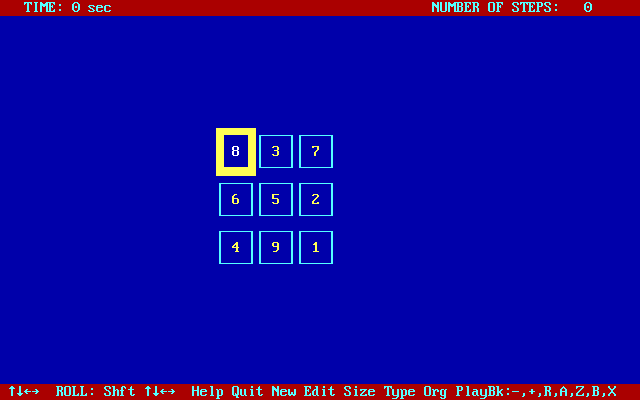 TIME: 0 sec NUMBER OF STEPS: 0
8 3 7
6 5 2
4 9 1
↑↓←→ ROLL: Shft ↑↓←→ Help Quit New Edit Size Type Org PlayBk:-,+,R,A,Z,B,X